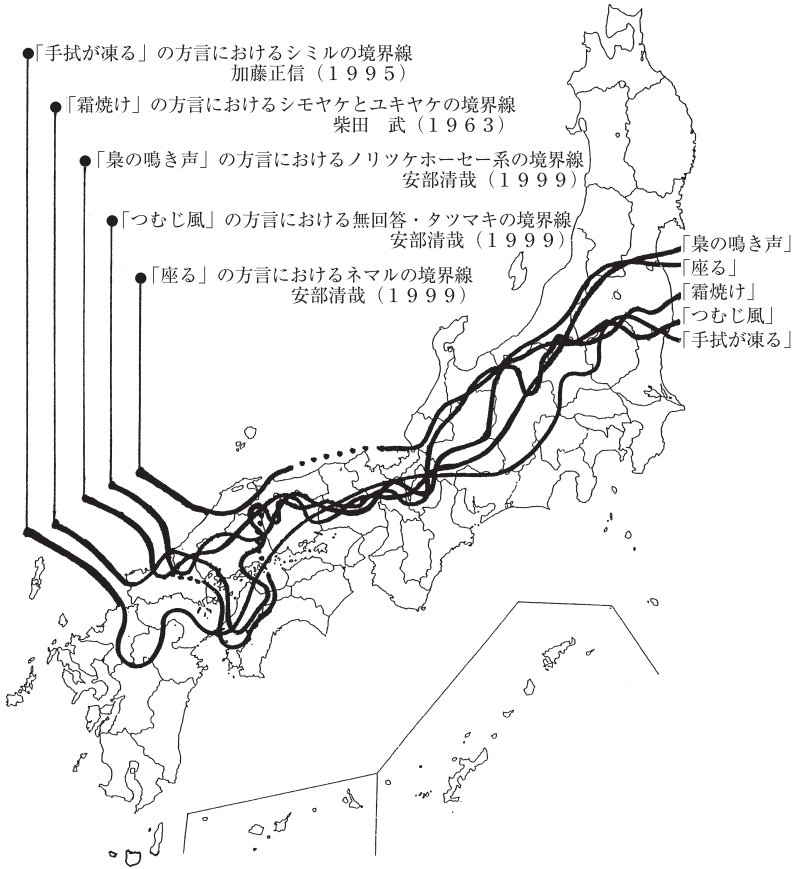 「手拭が凍る」の方言におけるシミルの境界線
加藤正信（１９９５）
「霜焼け」の方言におけるシモヤケとユキヤケの境界線
柴田　武（１９６３）
「梟の鳴き声」の方言におけるノリツケホーセー系の境界線
安部清哉（１９９９）
「つむじ風」の方言における無回答・タツマキの境界線
安部清哉（１９９９）
「座る」の方言におけるネマルの境界線
安部清哉（１９９９）
「梟の鳴き声」
「座る」
「霜焼け」
「つむじ風」
「手拭が凍る」